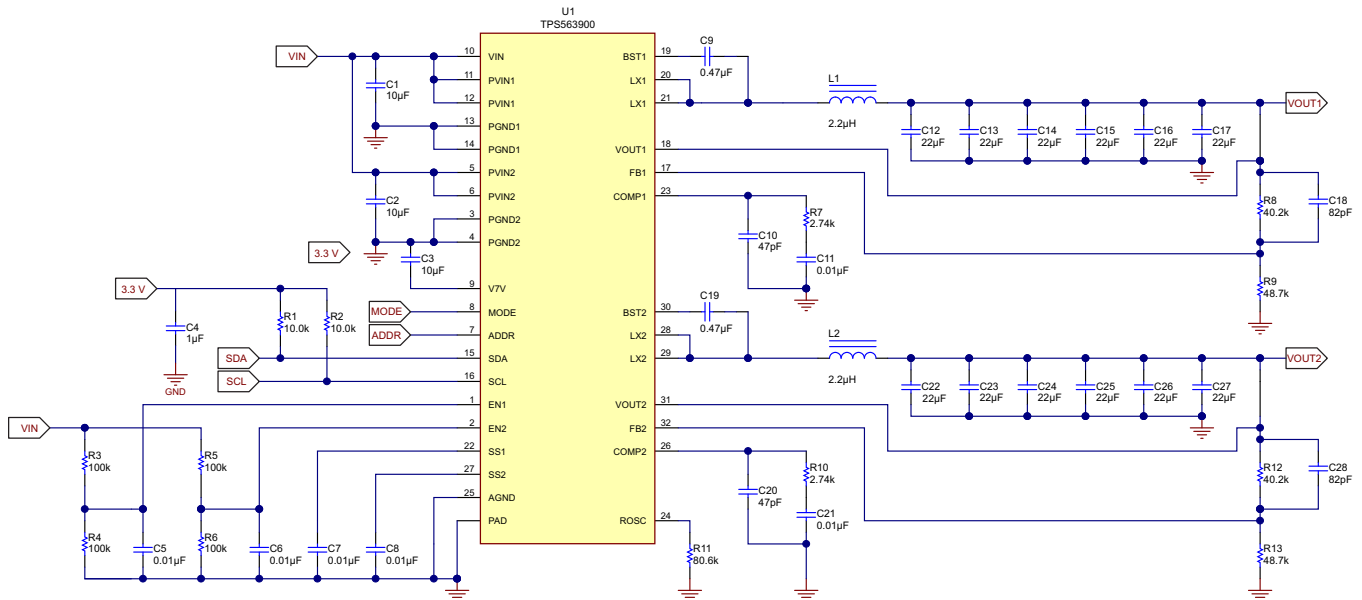 U1
TPS563900
VIN
C1
10µF
C2
10µF
3.3 V
C3
10µF
3.3 V
C4
1µF
GND
R1
10.0k
R2
10.0k
MODE
ADDR
SDA
SCL
VIN
R3
100k
R5
100k
R4
100k
C5
0.01µF
R6
100k
C6
0.01µF
C7
0.01µF
C8
0.01µF
10 VIN
11 PVIN1
12 PVIN1
13 PGND1
14 PGND1
5 PVIN2
6 PVIN2
3 PGND2
4 PGND2
9 V7V
8 MODE
7 ADDR
15 SDA
16 SCL
1 EN1
2 EN2
22 SS1
27 SS2
25 AGND
PAD
BST1 19
LX1 20
LX1 21
VOUT1 18
FB1 17
COMP1 23
BST2 30
LX2 28
LX2 29
VOUT2 31
FB2 32
COMP2 26
ROSC 24
C9
0.47µF
L1
2.2µH
C12
22µF
C13
22µF
C14
22µF
C15
22µF
C16
22µF
C17
22µF
VOUT1
R8
40.2k
C18
82pF
R9
48.7k
C10
47pF
R7
2.74k
C11
0.01µF
C19
0.47µF
L2
2.2µH
C22
22µF
C23
22µF
C24
22µF
C25
22µF
C26
22µF
C27
22µF
VOUT2
R12
40.2k
C28
82pF
R13
48.7k
C20
47pF
R10
2.74k
C21
0.01µF
R11
80.6k